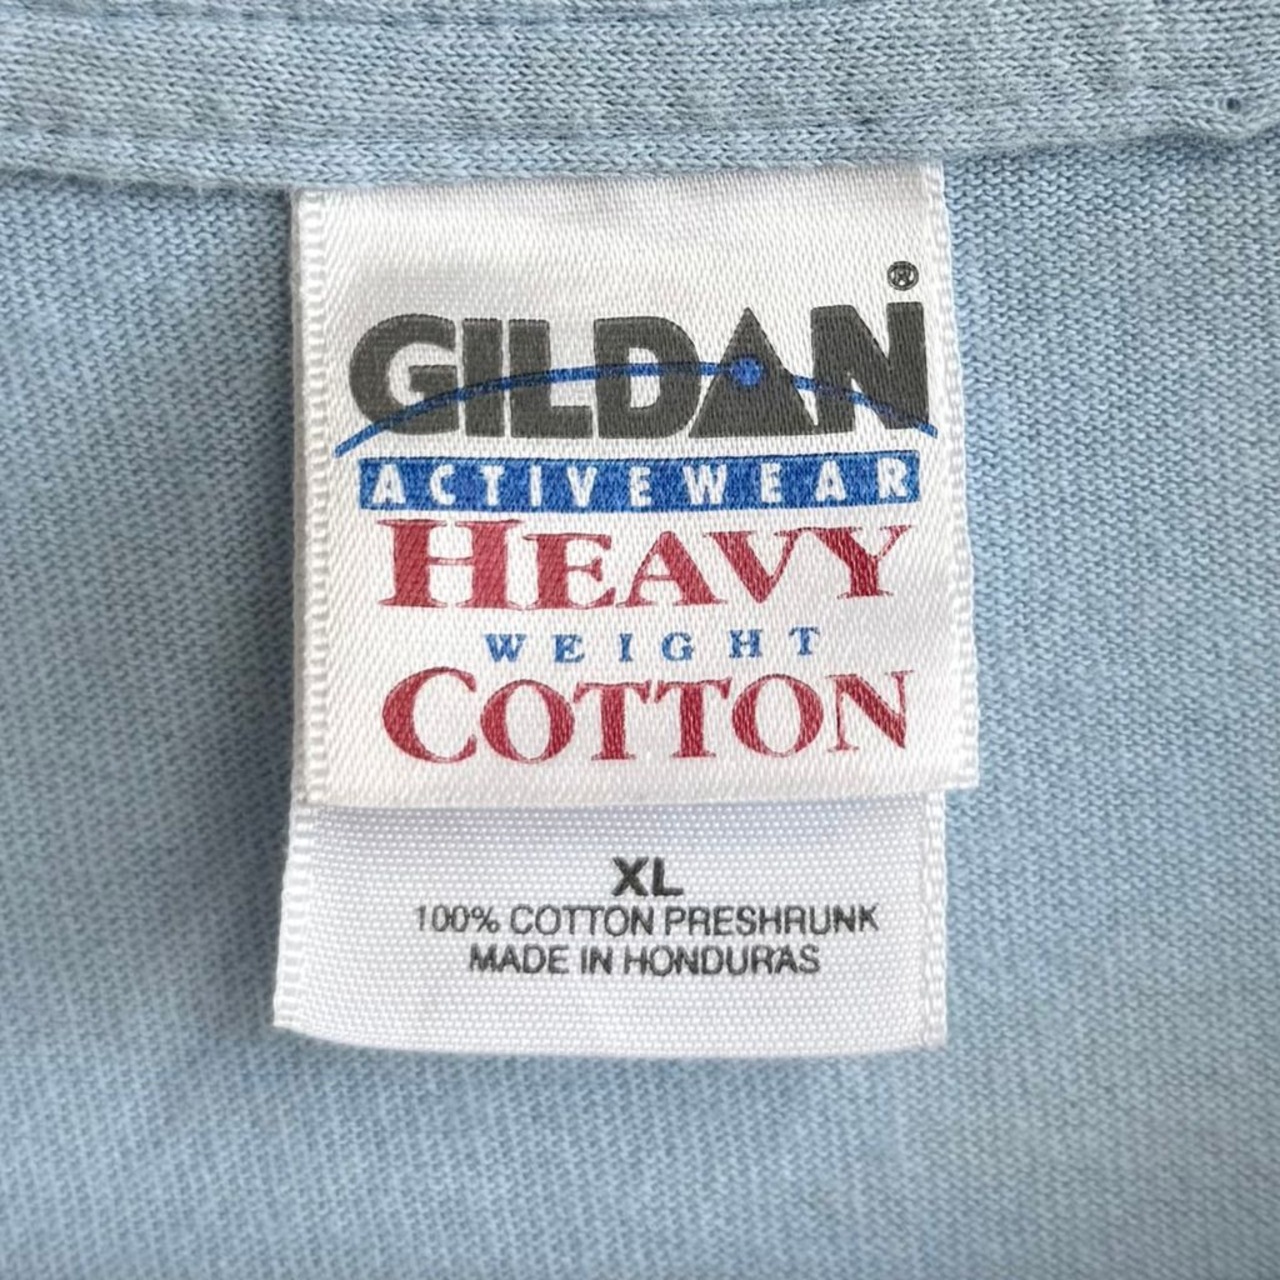 GILDAN®
ACTIVEWEAR
HEAVY
WEIGHT
COTTON
XL
100% COTTON PRESHRUNK
MADE IN HONDURAS